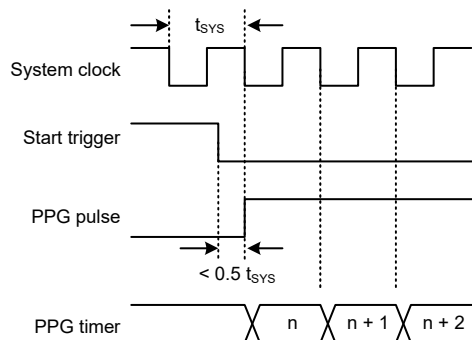 tSYS
System clock
Start trigger
PPG pulse
< 0.5 tSYS
PPG timer
n
n + 1
n + 2